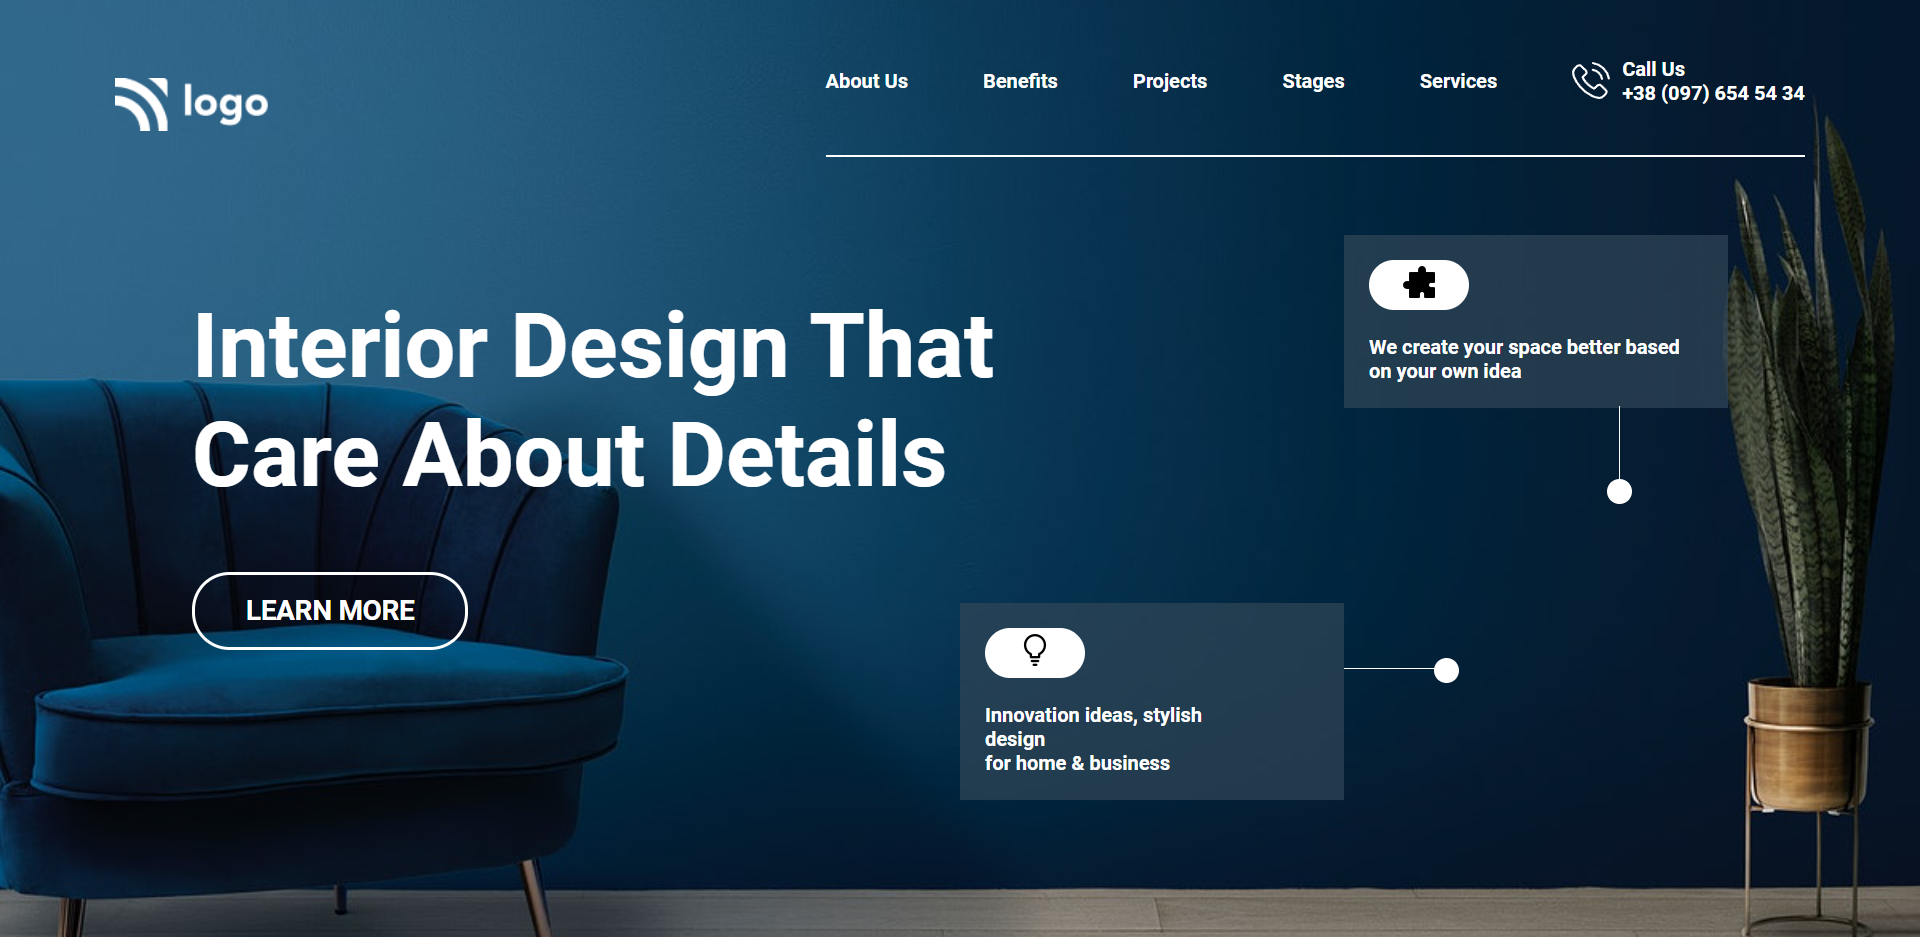 logo
About Us
Benefits
Projects
Stages
Services
Call Us
+38 (097) 654 54 34
Interior Design That
Care About Details
LEARN MORE
We create your space better based
on your own idea
Innovation ideas, stylish
design
for home & business